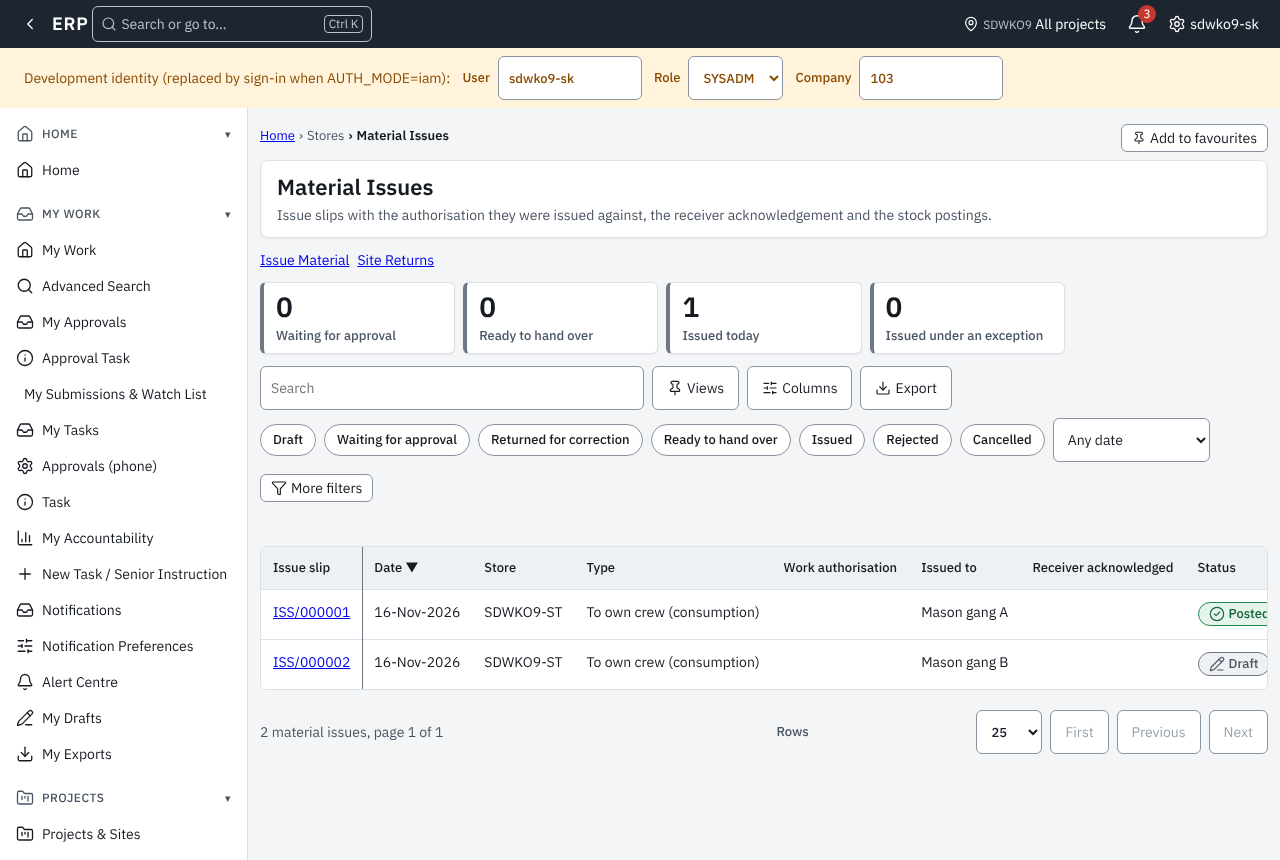 ERP Search or go to... Ctrl K SDWKO9 All projects 3 sdwko9-sk
Development identity (replaced by sign-in when AUTH_MODE=iam): User sdwko9-sk Role SYSADM Company 103
HOME
Home
MY WORK
My Work
Advanced Search
My Approvals
Approval Task
My Submissions & Watch List
My Tasks
Approvals (phone)
Task
My Accountability
New Task / Senior Instruction
Notifications
Notification Preferences
Alert Centre
My Drafts
My Exports
PROJECTS
Projects & Sites
Home › Stores › Material Issues
Add to favourites
Material Issues
Issue slips with the authorisation they were issued against, the receiver acknowledgement and the stock postings.
Issue Material Site Returns
0 0 1 0
Waiting for approval Ready to hand over Issued today Issued under an exception
Search Views Columns Export
Draft Waiting for approval Returned for correction Ready to hand over Issued Rejected Cancelled Any date
More filters
Issue slip Date ▼ Store Type Work authorisation Issued to Receiver acknowledged Status
ISS/000001 16-Nov-2026 SDWKO9-ST To own crew (consumption) Mason gang A Posted
ISS/000002 16-Nov-2026 SDWKO9-ST To own crew (consumption) Mason gang B Draft
2 material issues, page 1 of 1 Rows 25 First Previous Next